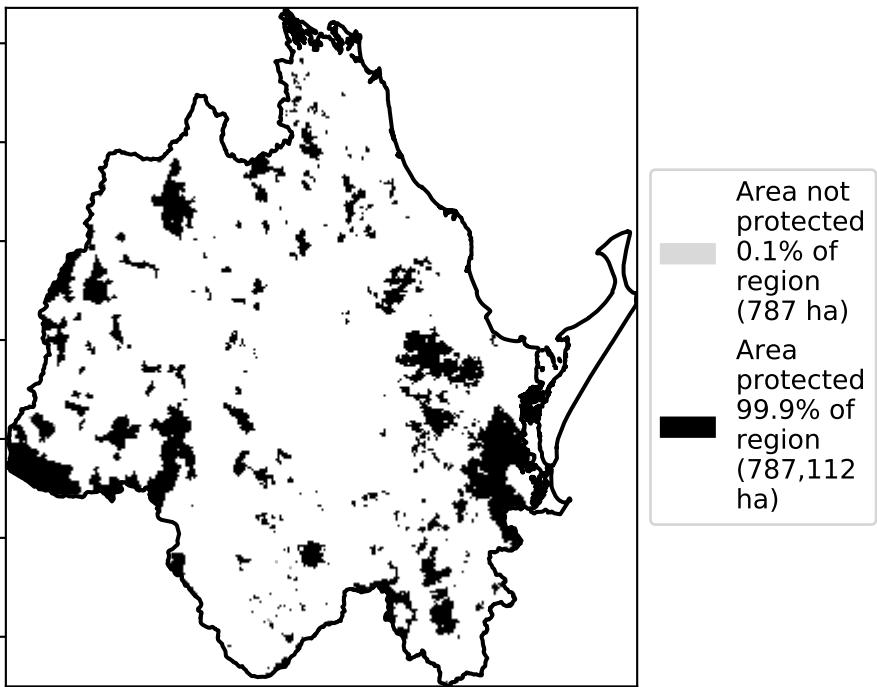 Area not
protected
0.1% of
region
(787 ha)
Area
protected
99.9% of
region
(787,112
ha)